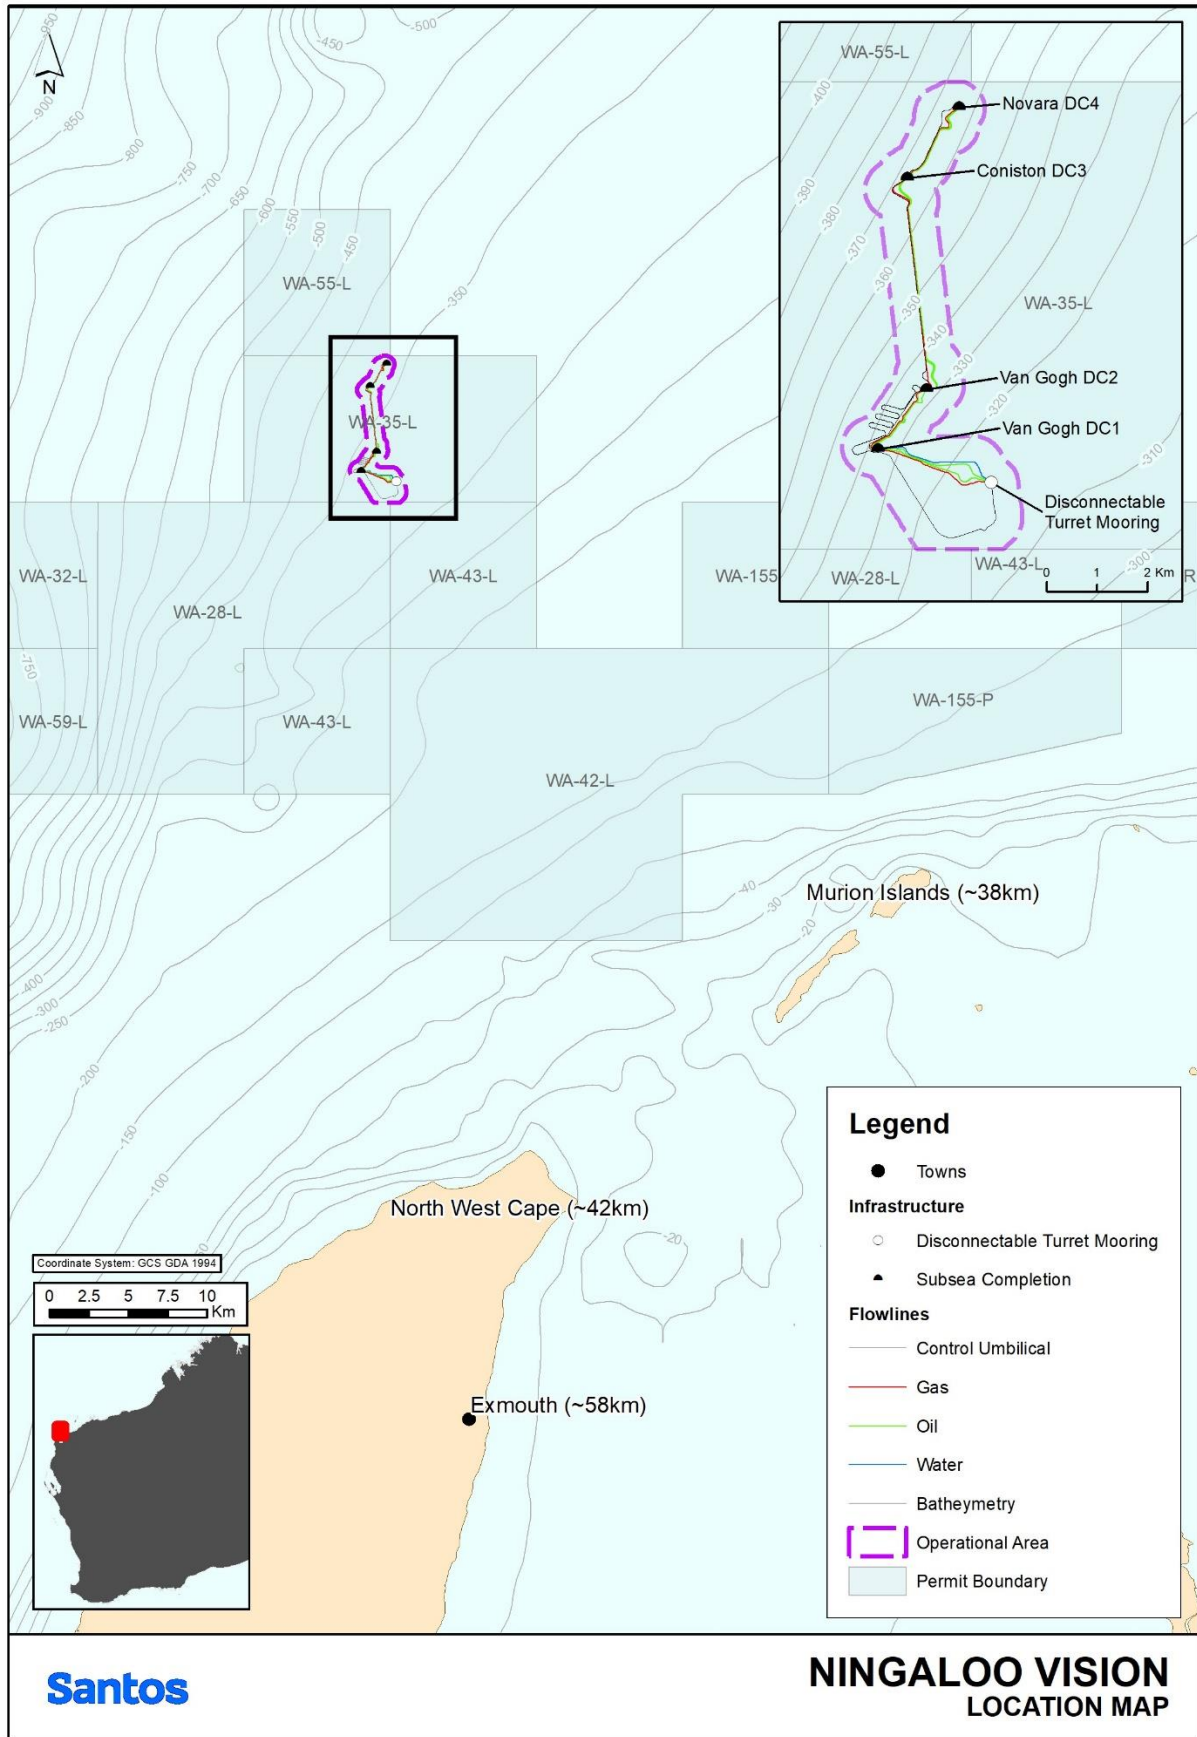 -950
-900
-850
-800
-750
-700
-650
-600
-550
-500
-450
-450
-500
-350
N
WA-55-L
WA-35-L
WA-32-L
WA-28-L
WA-43-L
WA-155
R
-750
WA-59-L
WA-43-L
WA-155-P
WA-42-L
WA-55-L
-400
-390
-380
-370
-360
-350
-340
-330
-320
-310
-300
Novara DC4
Coniston DC3
WA-35-L
Van Gogh DC2
Van Gogh DC1
Disconnectable
Turret Mooring
WA-28-L
WA-43-L
0 1 2 Km
-40
-30
-20
Murion Islands (~38km)
-400
-300
-250
-200
-150
-100
North West Cape (~42km)
-20
Exmouth (~58km)
Coordinate System: GCS GDA 1994
0 2.5 5 7.5 10
Km
Legend
Towns
Infrastructure
Disconnectable Turret Mooring
Subsea Completion
Flowlines
Control Umbilical
Gas
Oil
Water
Batheymetry
Operational Area
Permit Boundary
Santos
NINGALOO VISION
LOCATION MAP